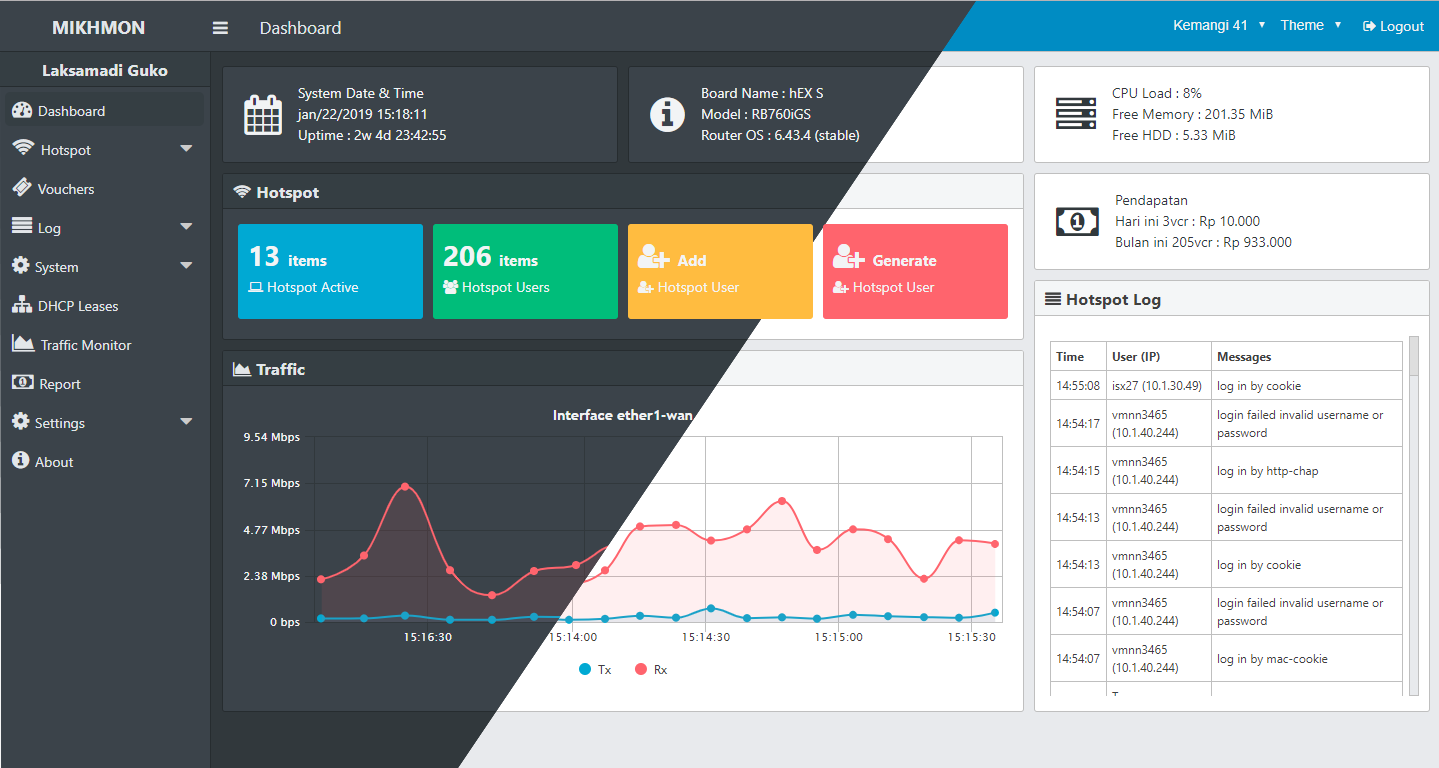 MIKHMON
Dashboard
Kemangi 41
Theme
Logout
Laksamadi Guko
Dashboard
Hotspot
Vouchers
Log
System
DHCP Leases
Traffic Monitor
Report
Settings
About
System Date & Time
jan/22/2019 15:18:11
Uptime : 2w 4d 23:42:55
Board Name : hEX S
Model : RB760iGS
Router OS : 6.43.4 (stable)
CPU Load : 8%
Free Memory : 201.35 MiB
Free HDD : 5.33 MiB
Hotspot
13 items
Hotspot Active
206 items
Hotspot Users
Add
Hotspot User
Generate
Hotspot User
Pendapatan
Hari ini 3vcr : Rp 10.000
Bulan ini 205vcr : Rp 933.000
Traffic
Interface ether1-wan
9.54 Mbps
7.15 Mbps
4.77 Mbps
2.38 Mbps
0 bps
15:16:30 15:14:00 15:14:30 15:15:00 15:15:30
Tx Rx
Hotspot Log
Time User (IP) Messages
14:55:08 isx27 (10.1.30.49) log in by cookie
14:54:17 vmnn3465 (10.1.40.244) login failed invalid username or password
14:54:15 vmnn3465 (10.1.40.244) log in by http-chap
14:54:13 vmnn3465 (10.1.40.244) login failed invalid username or password
14:54:13 vmnn3465 (10.1.40.244) log in by cookie
14:54:07 vmnn3465 (10.1.40.244) login failed invalid username or password
14:54:07 vmnn3465 (10.1.40.244) log in by mac-cookie